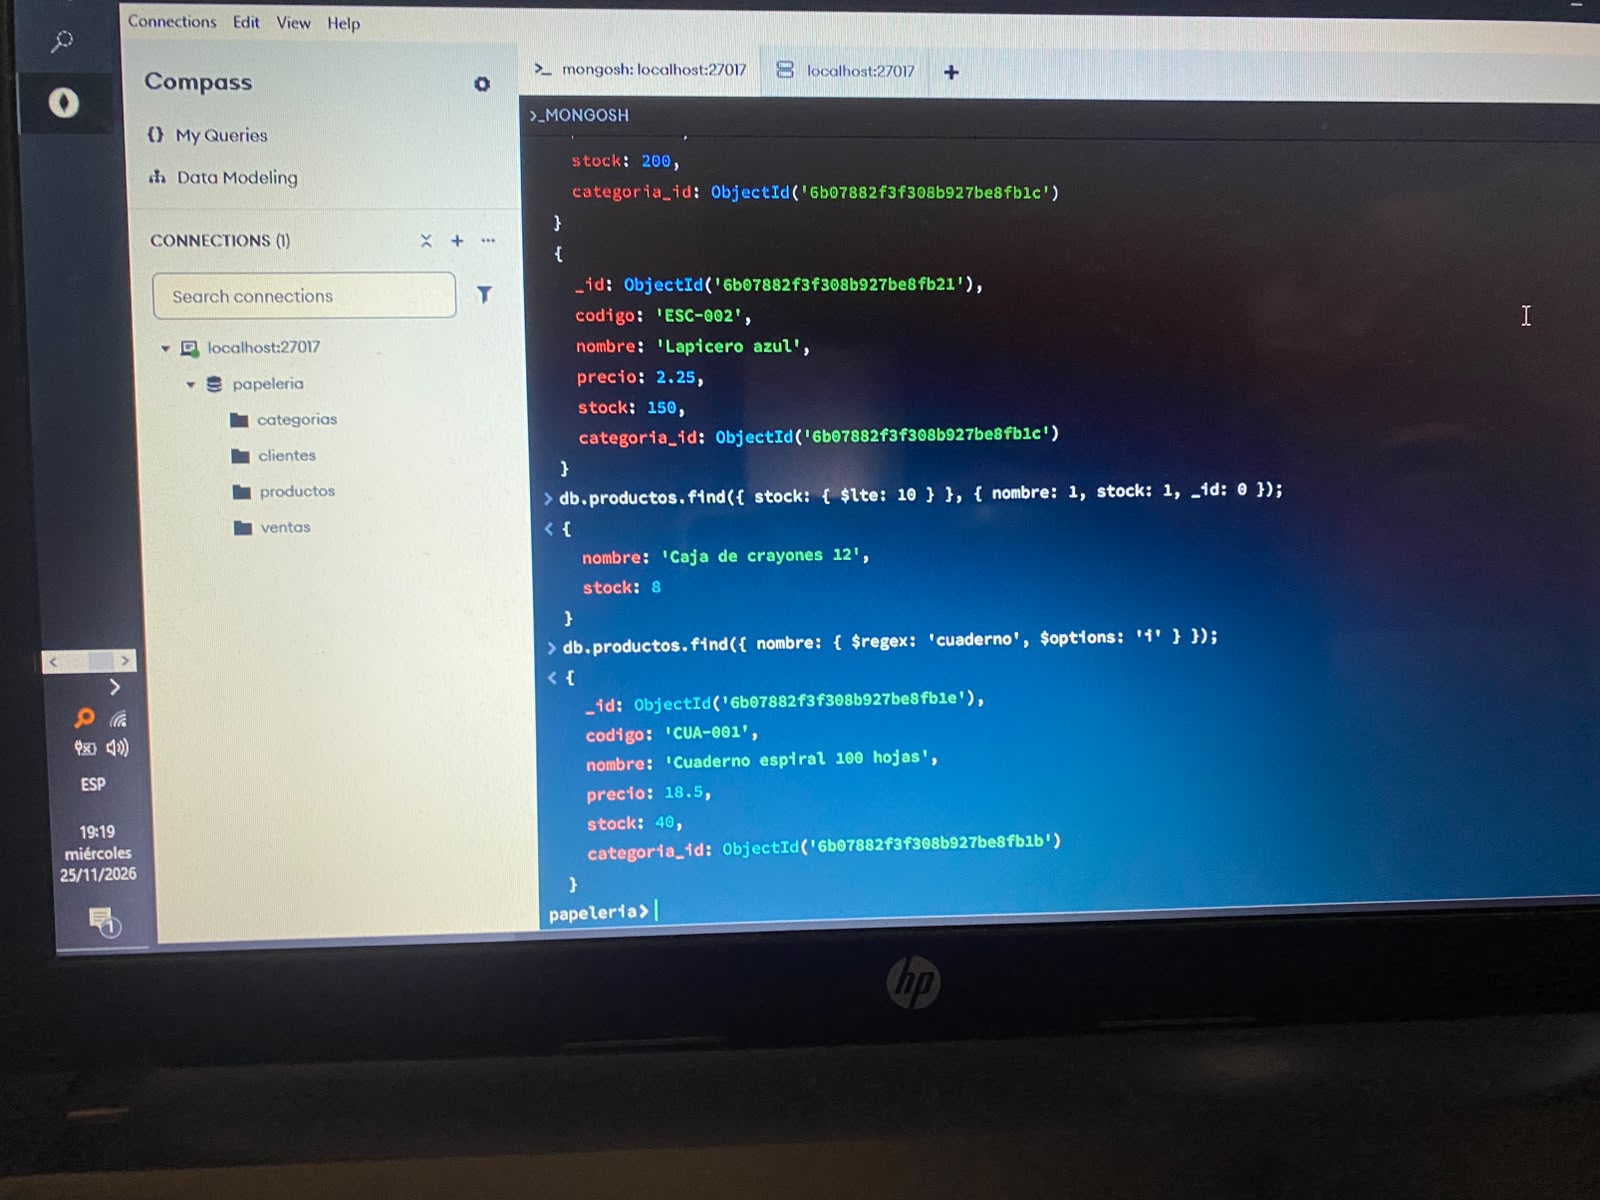 Connections Edit View Help
Compass
My Queries
Data Modeling
CONNECTIONS (1)
Search connections
localhost:27017
papeleria
categorias
clientes
productos
ventas
>_ mongosh: localhost:27017
localhost:27017 +
>_MONGOSH
stock: 200,
categoria_id: ObjectId('6b07882f3f308b927be8fb1c')
}
{
_id: ObjectId('6b07882f3f308b927be8fb21'),
codigo: 'ESC-002',
nombre: 'Lapicero azul',
precio: 2.25,
stock: 150,
categoria_id: ObjectId('6b07882f3f308b927be8fb1c')
}
> db.productos.find({ stock: { $lte: 10 } }, { nombre: 1, stock: 1, _id: 0 });
< {
nombre: 'Caja de crayones 12',
stock: 8
}
> db.productos.find({ nombre: { $regex: 'cuaderno', $options: 'i' } });
< {
_id: ObjectId('6b07882f3f308b927be8fb1e'),
codigo: 'CUA-001',
nombre: 'Cuaderno espiral 100 hojas',
precio: 18.5,
stock: 40,
categoria_id: ObjectId('6b07882f3f308b927be8fb1b')
}
papeleria>
ESP
19:19
miércoles
25/11/2026
1
hp